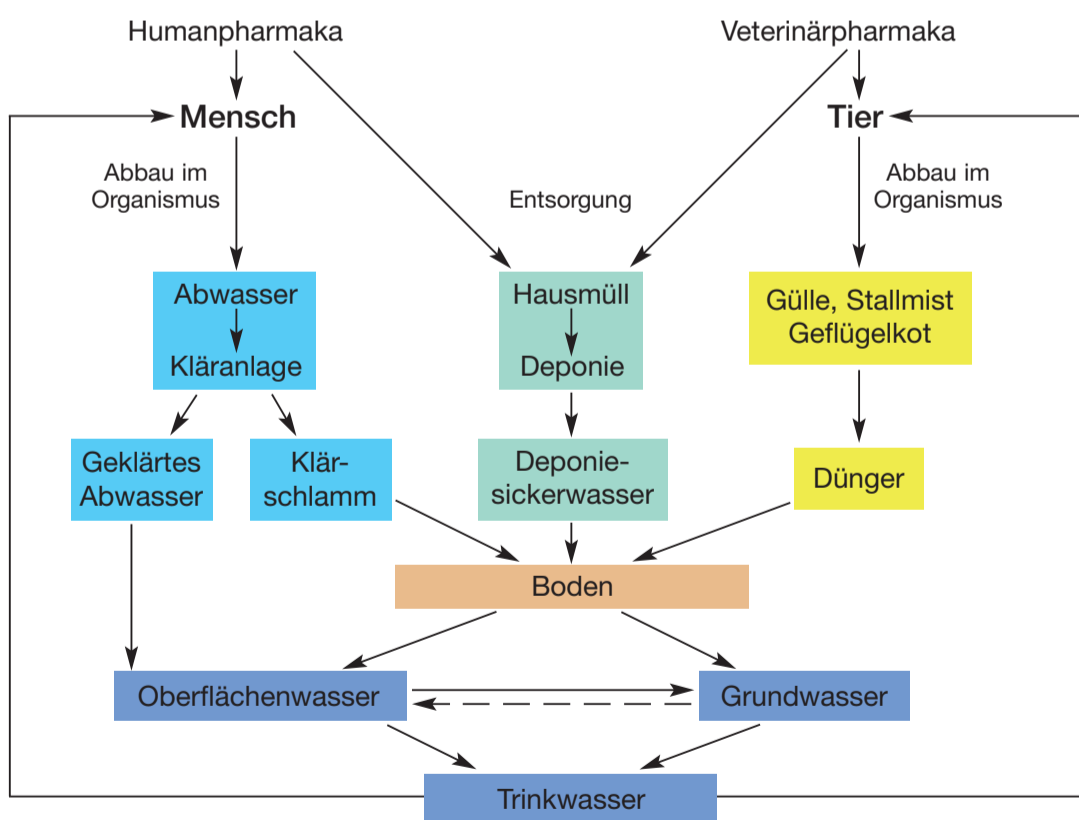 Humanpharmaka
Veterinärpharmaka
Mensch
Tier
Abbau im
Organismus
Entsorgung
Abbau im
Organismus
Abwasser
Kläranlage
Hausmüll
Deponie
Gülle, Stallmist
Geflügelkot
Geklärtes
Abwasser
Klär-
schlamm
Deponie-
sickerwasser
Dünger
Boden
Oberflächenwasser
Grundwasser
Trinkwasser